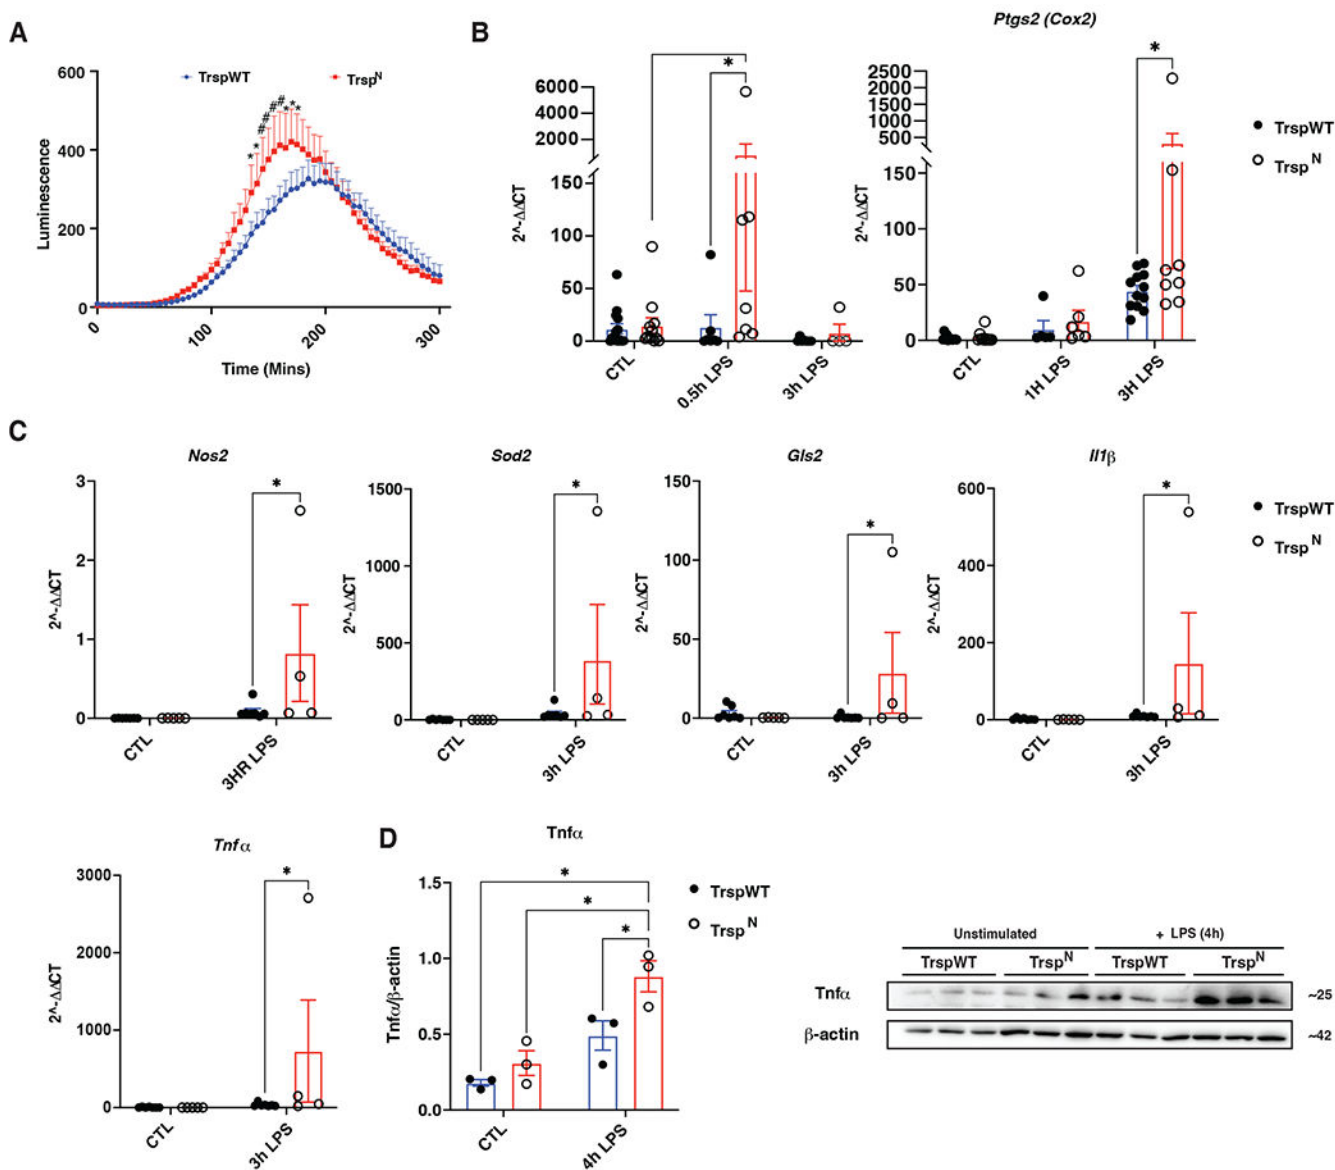 A
TrspWT
Trsp^N
600
400
200
0
Luminescence
* * # # # # # * * *
0 100 200 300
Time (Mins)
B
*
6000
4000
2000
150
100
50
0
2^-ΔΔCT
CTL 0.5h LPS 3h LPS
Ptgs2 (Cox2)
*
2500
2000
1500
1000
500
150
100
50
0
2^-ΔΔCT
CTL 1H LPS 3H LPS
TrspWT
Trsp^N
C
Nos2
*
3
2
1
0
2^-ΔΔCT
CTL 3HR LPS
Sod2
*
1500
1000
500
0
2^-ΔΔCT
CTL 3h LPS
Gls2
*
150
100
50
0
2^-ΔΔCT
CTL 3h LPS
Il1β
*
600
400
200
0
2^-ΔΔCT
CTL 3h LPS
TrspWT
Trsp^N
Tnfα
*
3000
2000
1000
0
2^-ΔΔCT
CTL 3h LPS
D
Tnfα
*
*
*
1.5
1.0
0.5
0.0
Tnfα/β-actin
CTL 4h LPS
TrspWT
Trsp^N
Unstimulated + LPS (4h)
TrspWT Trsp^N TrspWT Trsp^N
Tnfα ~25
β-actin ~42